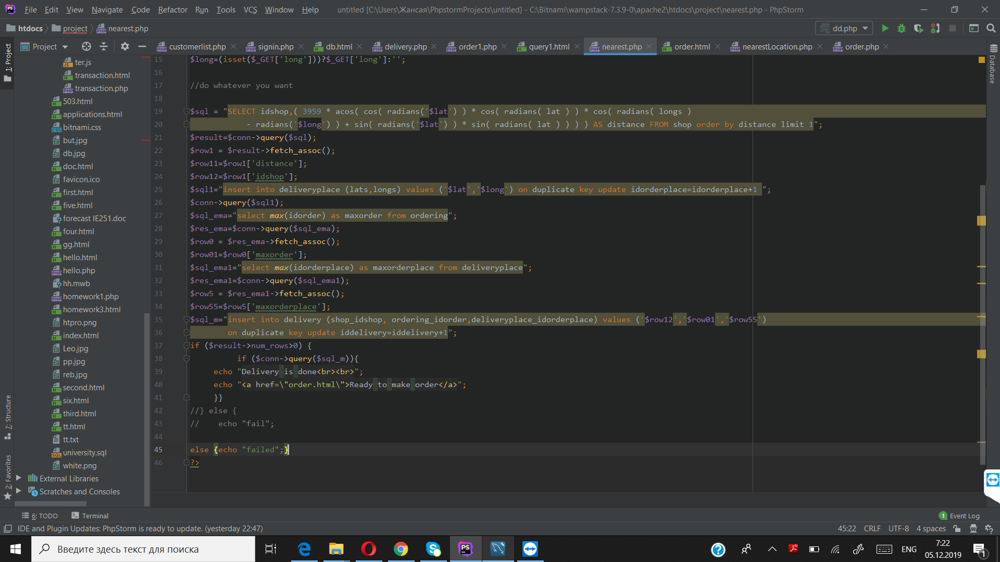 File Edit View Navigate Code Refactor Run Tools VCS Window Help untitled [C:\Users\Жансая\PhpstormProjects\untitled] - C:\Bitnami\wampstack-7.3.9-0\apache2\htdocs\project\nearest.php - PhpStorm
htdocs project nearest.php dd.php
Project customerlist.php signin.php db.html delivery.php order1.php query1.html nearest.php order.html nearestLocation.php order.php
1: Project
7: Structure
2: Favorites
Database
ter.js
transaction.html
transaction.php
503.html
applications.html
bitnami.css
but.jpg
db.jpg
doc.html
favicon.ico
first.html
five.html
forecast IE251.doc
four.html
gg.html
hello.html
hello.php
hh.mwb
homework1.php
homework3.html
htpro.png
index.html
Leo.jpg
pp.jpg
reb.jpg
second.html
six.html
third.html
tt.html
tt.txt
university.sql
white.png
External Libraries
Scratches and Consoles
15 $long=(isset($_GET['long']))?$_GET['long']:'';
16
17 //do whatever you want
18
19 $sql = "SELECT idshop,( 3959 * acos( cos( radians('$lat') ) * cos( radians( lat ) ) * cos( radians( longs )
20 - radians('$long') ) + sin( radians('$lat') ) * sin( radians( lat ) ) ) ) AS distance FROM shop order by distance limit 1";
21 $result=$conn->query($sql);
22 $row1 = $result->fetch_assoc();
23 $row11=$row1['distance'];
24 $row12=$row1['idshop'];
25 $sql1="insert into deliveryplace (lats,longs) values ('$lat','$long') on duplicate key update idorderplace=idorderplace+1 ";
26 $conn->query($sql1);
27 $sql_ema="select max(idorder) as maxorder from ordering";
28 $res_ema=$conn->query($sql_ema);
29 $row0 = $res_ema->fetch_assoc();
30 $row01=$row0['maxorder'];
31 $sql_ema1="select max(idorderplace) as maxorderplace from deliveryplace";
32 $res_ema1=$conn->query($sql_ema1);
33 $row5 = $res_ema1->fetch_assoc();
34 $row55=$row5['maxorderplace'];
35 $sql_m="insert into delivery (shop_idshop, ordering_idorder,deliveryplace_idorderplace) values ('$row12','$row01','$row55')
36 on duplicate key update iddelivery=iddelivery+1";
37 if ($result->num_rows>0) {
38 if ($conn->query($sql_m)){
39 echo "Delivery is done<br><br>";
40 echo "<a href=\"order.html\">Ready to make order</a>";
41 }}
42 //} else {
43 // echo "fail";
44
45 else {echo "failed";}
46 ?>
6: TODO Terminal 1 Event Log
IDE and Plugin Updates: PhpStorm is ready to update. (yesterday 22:47) 45:22 CRLF UTF-8 4 spaces
Введите здесь текст для поиска ENG 7:22
05.12.2019 1